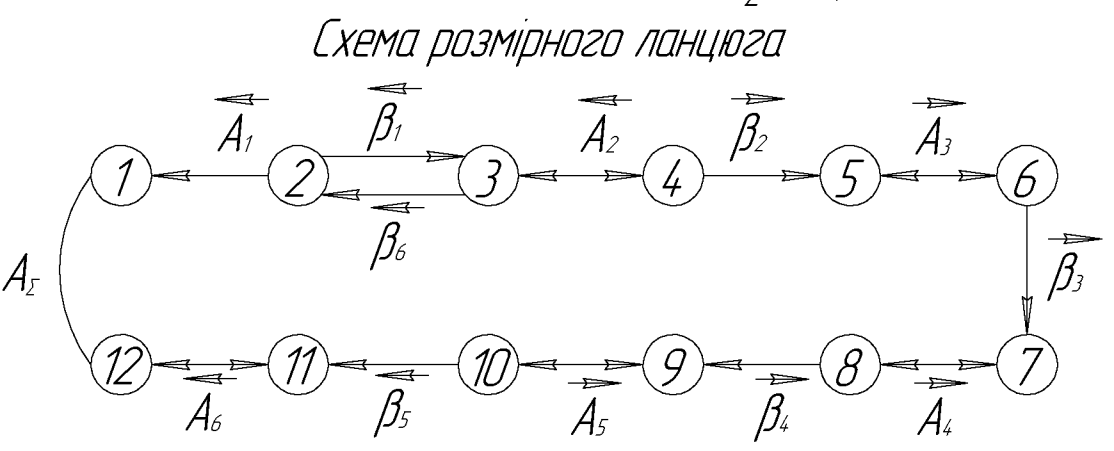 Схема розмірного ланцюга
A₁ β₁ A₂ β₂ A₃
1 2 3 4 5 6
β₆ β₃
A_Σ
12 11 10 9 8 7
A₆ β₅ A₅ β₄ A₄